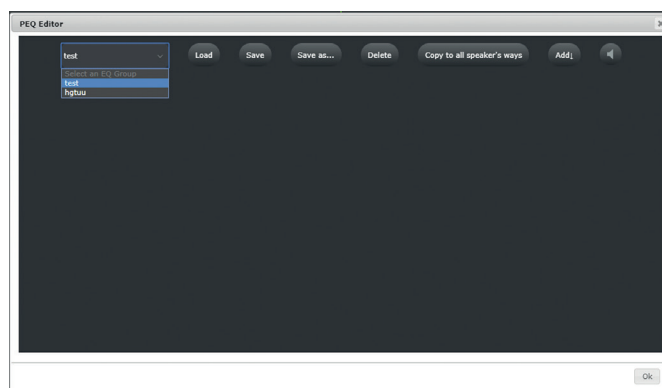 PEQ Editor
test Load Save Save as... Delete Copy to all speaker's ways Add↓
Select an EQ Group
test
hgtuu
Ok